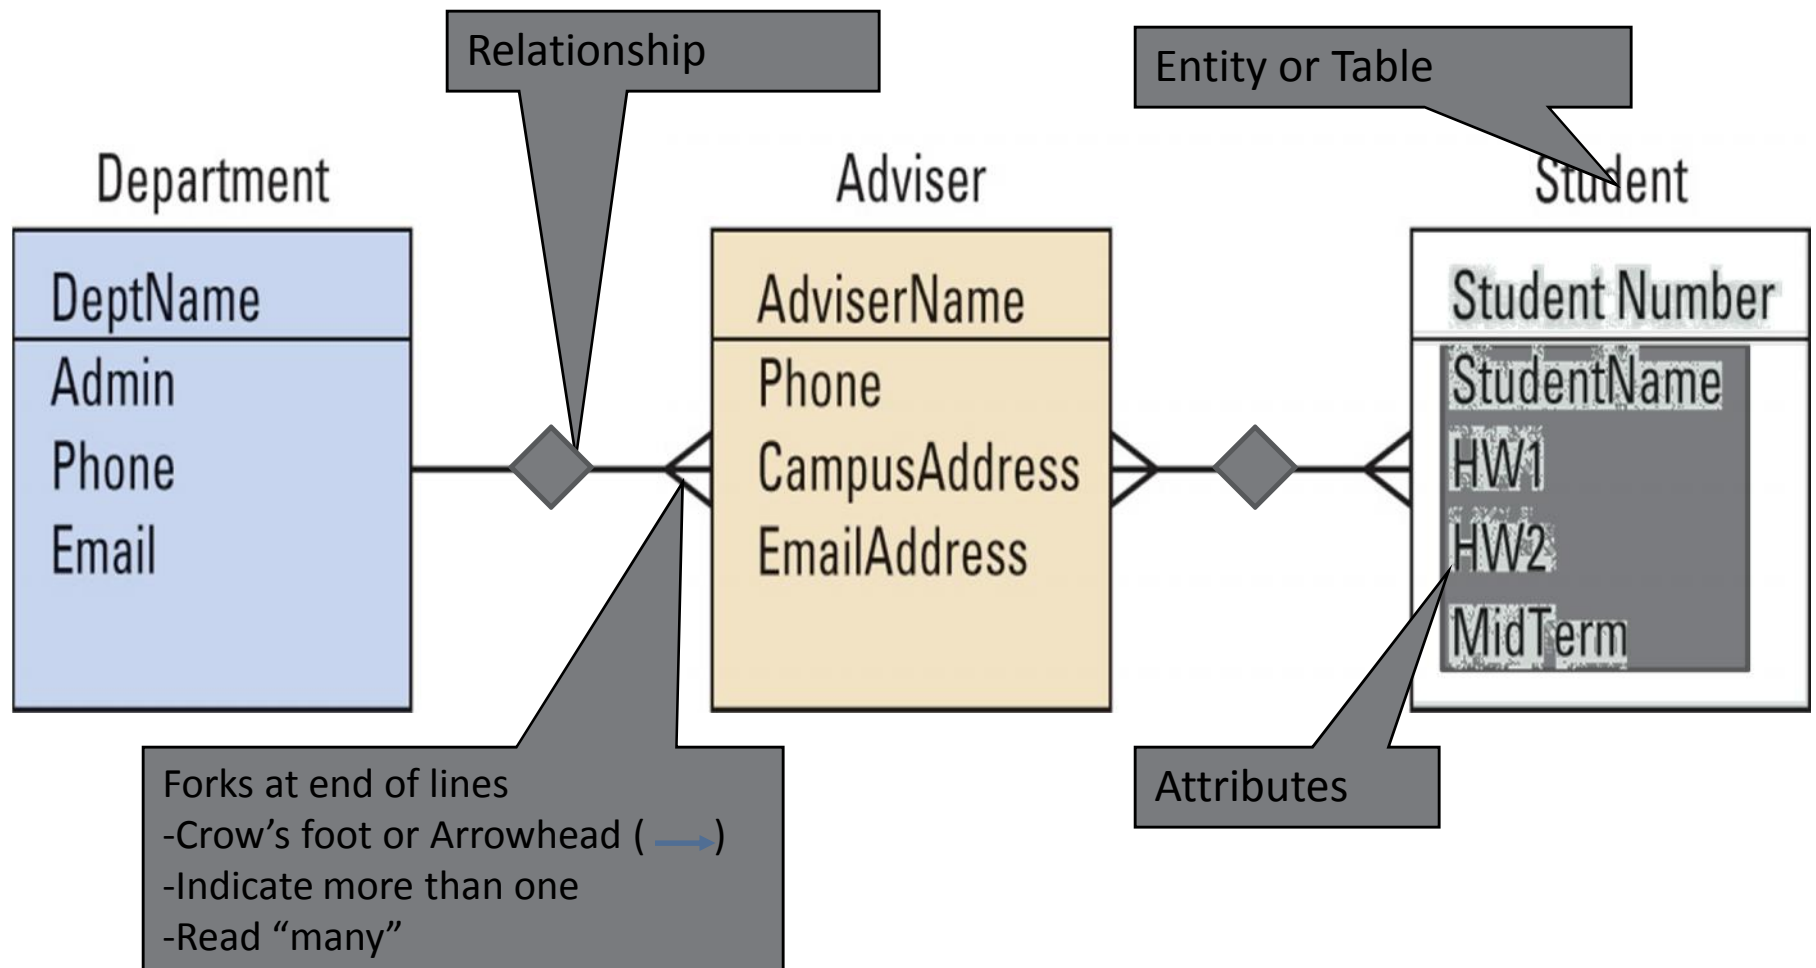 Relationship
Entity or Table
Department
Adviser
Student
DeptName
Admin
Phone
Email
AdviserName
Phone
CampusAddress
EmailAddress
Student Number
StudentName
HW1
HW2
MidTerm
Forks at end of lines
-Crow’s foot or Arrowhead ( )
-Indicate more than one
-Read “many”
Attributes